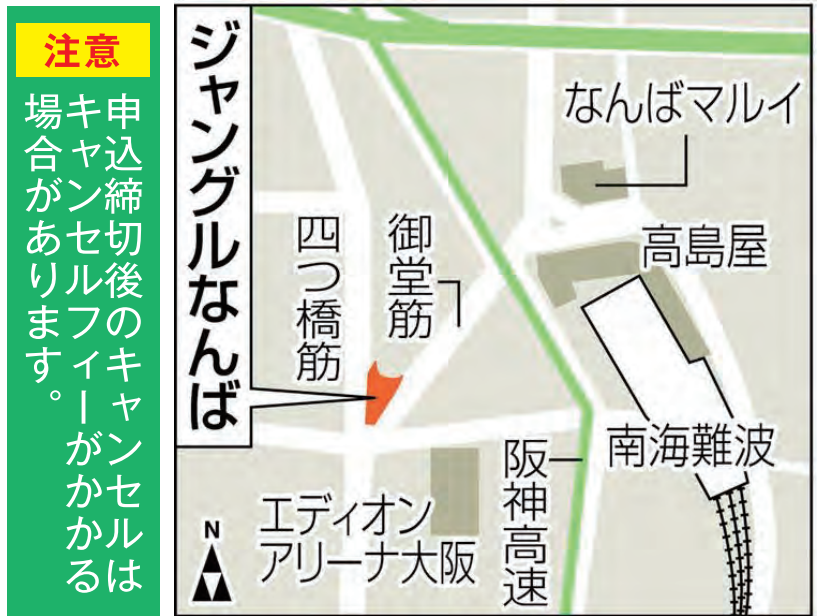 注意
申込締切後のキャンセルは
キャンセルフィーがかかる
場合があります。
ジャングルなんば
なんばマルイ
高島屋
御堂筋
四つ橋筋
南海難波
阪神高速
エディオン
アリーナ大阪
N